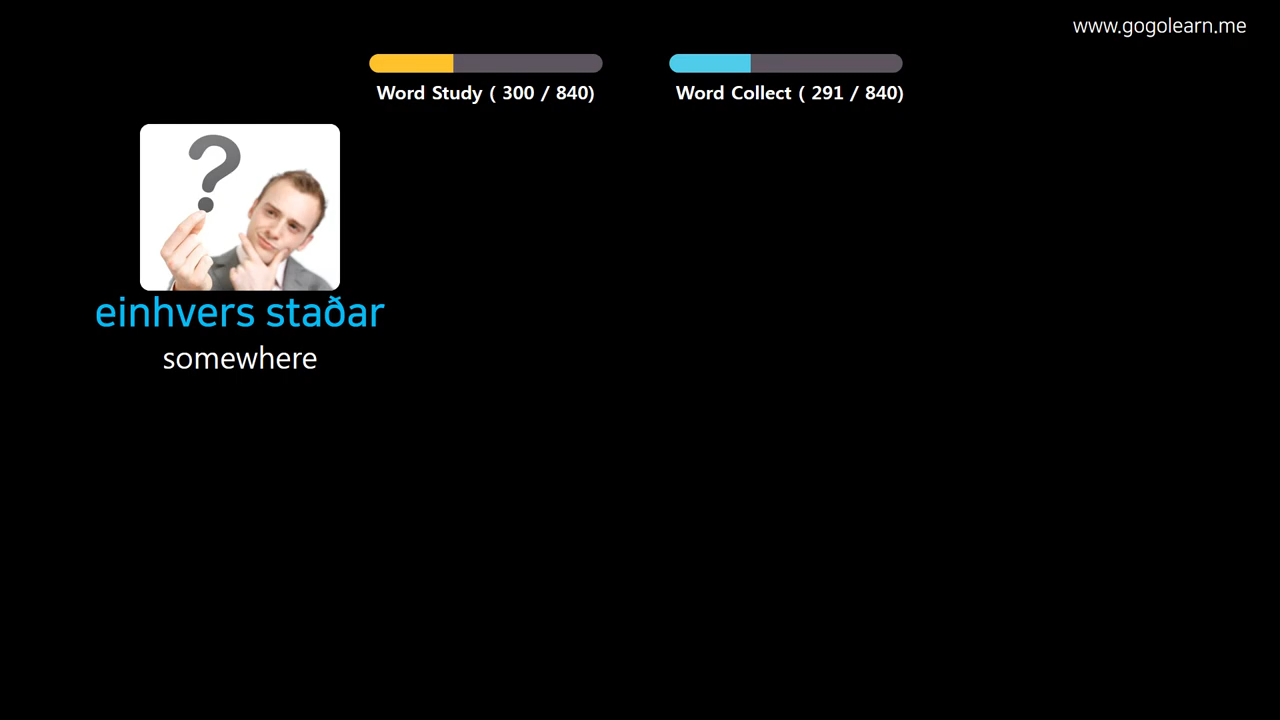 www.gogolearn.me
Word Study ( 300 / 840)
Word Collect ( 291 / 840)
?
einhvers staðar
somewhere